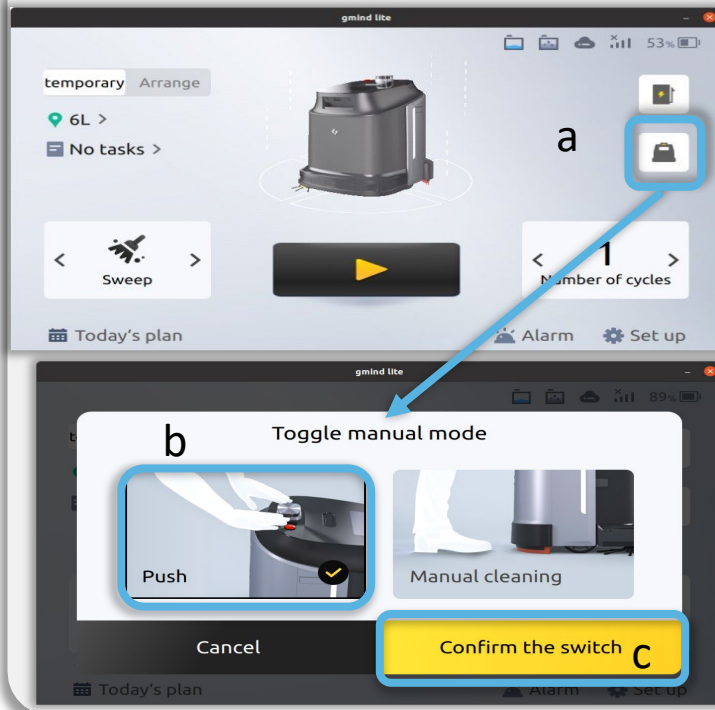 gmind lite
53%
temporary Arrange
6L >
a
No tasks >
< > < 1 >
Sweep Number of cycles
Today's plan Alarm Set up
gmind lite
89%
b Toggle manual mode
Push Manual cleaning
Cancel Confirm the switch c
Today's plan Alarm Set up